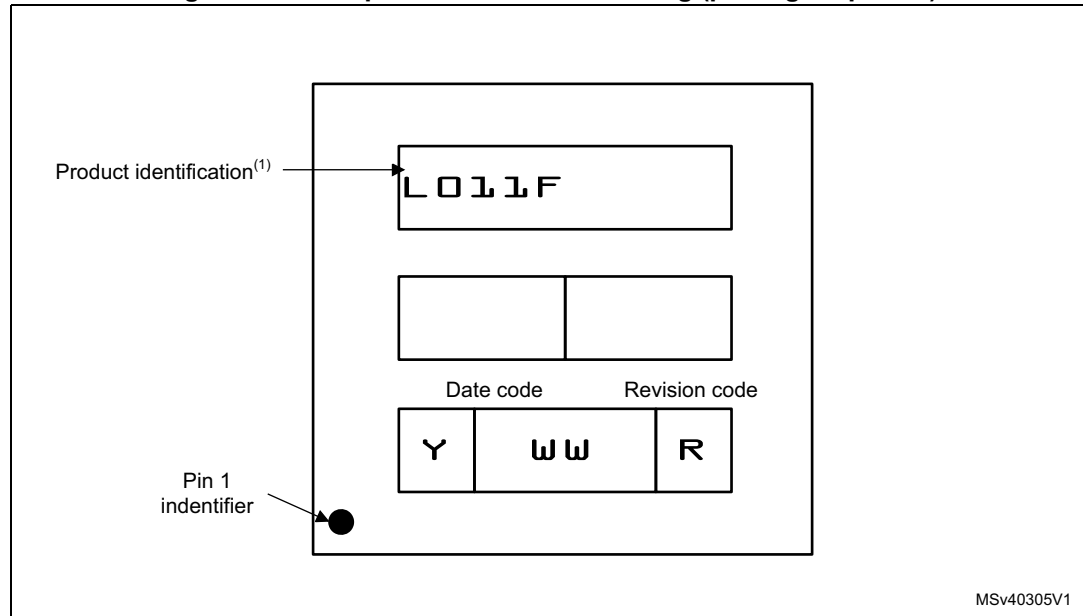 Product identification(1)
L011F
Date code Revision code
Y WW R
Pin 1
indentifier
MSv40305V1